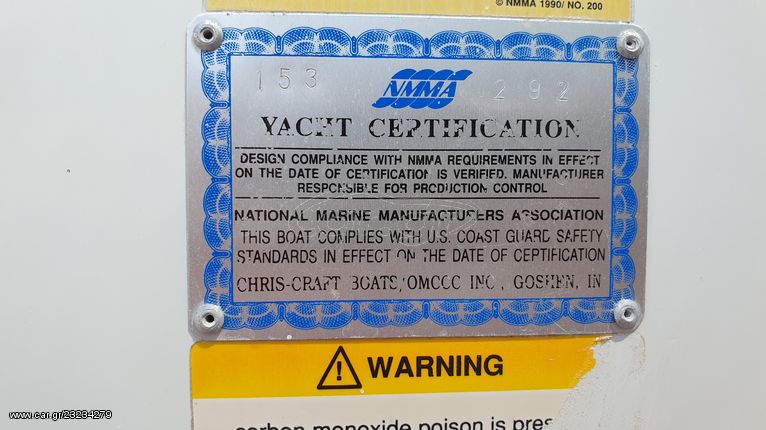 © NMMA 1990/ NO. 200
153 NMMA 292
YACHT CERTIFICATION
DESIGN COMPLIANCE WITH NMMA REQUIREMENTS IN EFFECT
ON THE DATE OF CERTIFICATION IS VERIFIED. MANUFACTURER
RESPONSIBLE FOR PRODUCTION CONTROL
NATIONAL MARINE MANUFACTURERS ASSOCIATION
THIS BOAT COMPLIES WITH U.S. COAST GUARD SAFETY
STANDARDS IN EFFECT ON THE DATE OF CERTIFICATION
CHRIS-CRAFT BOATS/OMCCC INC., GOSHEN, IN
WARNING
carbon monoxide poison is
www.car.gr/23234279